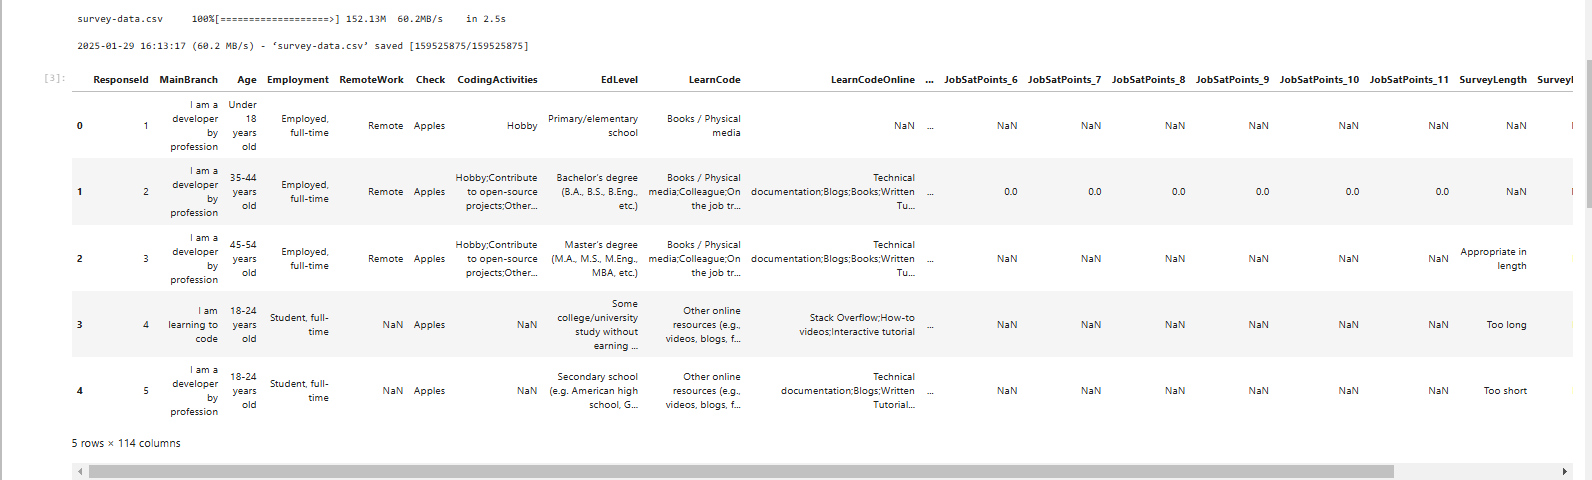 survey-data.csv 100%[===================>] 152.13M 60.2MB/s in 2.5s
2025-01-29 16:13:17 (60.2 MB/s) - ‘survey-data.csv’ saved [159525875/159525875]
[3]: ResponseId MainBranch Age Employment RemoteWork Check CodingActivities EdLevel LearnCode LearnCodeOnline ... JobSatPoints_6 JobSatPoints_7 JobSatPoints_8 JobSatPoints_9 JobSatPoints_10 JobSatPoints_11 SurveyLength
0 1 I am a developer by profession Under 18 years old Employed, full-time Remote Apples Hobby Primary/elementary school Books / Physical media NaN ... NaN NaN NaN NaN NaN NaN NaN
1 2 I am a developer by profession 35-44 years old Employed, full-time Remote Apples Hobby;Contribute to open-source projects;Other... Bachelor's degree (B.A., B.S., B.Eng., etc.) Books / Physical media;Colleague;On the job tr... Technical documentation;Blogs;Books;Written Tu... ... 0.0 0.0 0.0 0.0 0.0 0.0 NaN
2 3 I am a developer by profession 45-54 years old Employed, full-time Remote Apples Hobby;Contribute to open-source projects;Other... Master's degree (M.A., M.S., M.Eng., MBA, etc.) Books / Physical media;Colleague;On the job tr... Technical documentation;Blogs;Books;Written Tu... ... NaN NaN NaN NaN NaN NaN Appropriate in length
3 4 I am learning to code 18-24 years old Student, full-time NaN Apples NaN Some college/university study without earning ... Other online resources (e.g., videos, blogs, f... Stack Overflow;How-to videos;Interactive tutorial ... NaN NaN NaN NaN NaN NaN Too long
4 5 I am a developer by profession 18-24 years old Student, full-time NaN Apples NaN Secondary school (e.g. American high school, G... Other online resources (e.g., videos, blogs, f... Technical documentation;Blogs;Written Tutorial... ... NaN NaN NaN NaN NaN NaN Too short
5 rows × 114 columns